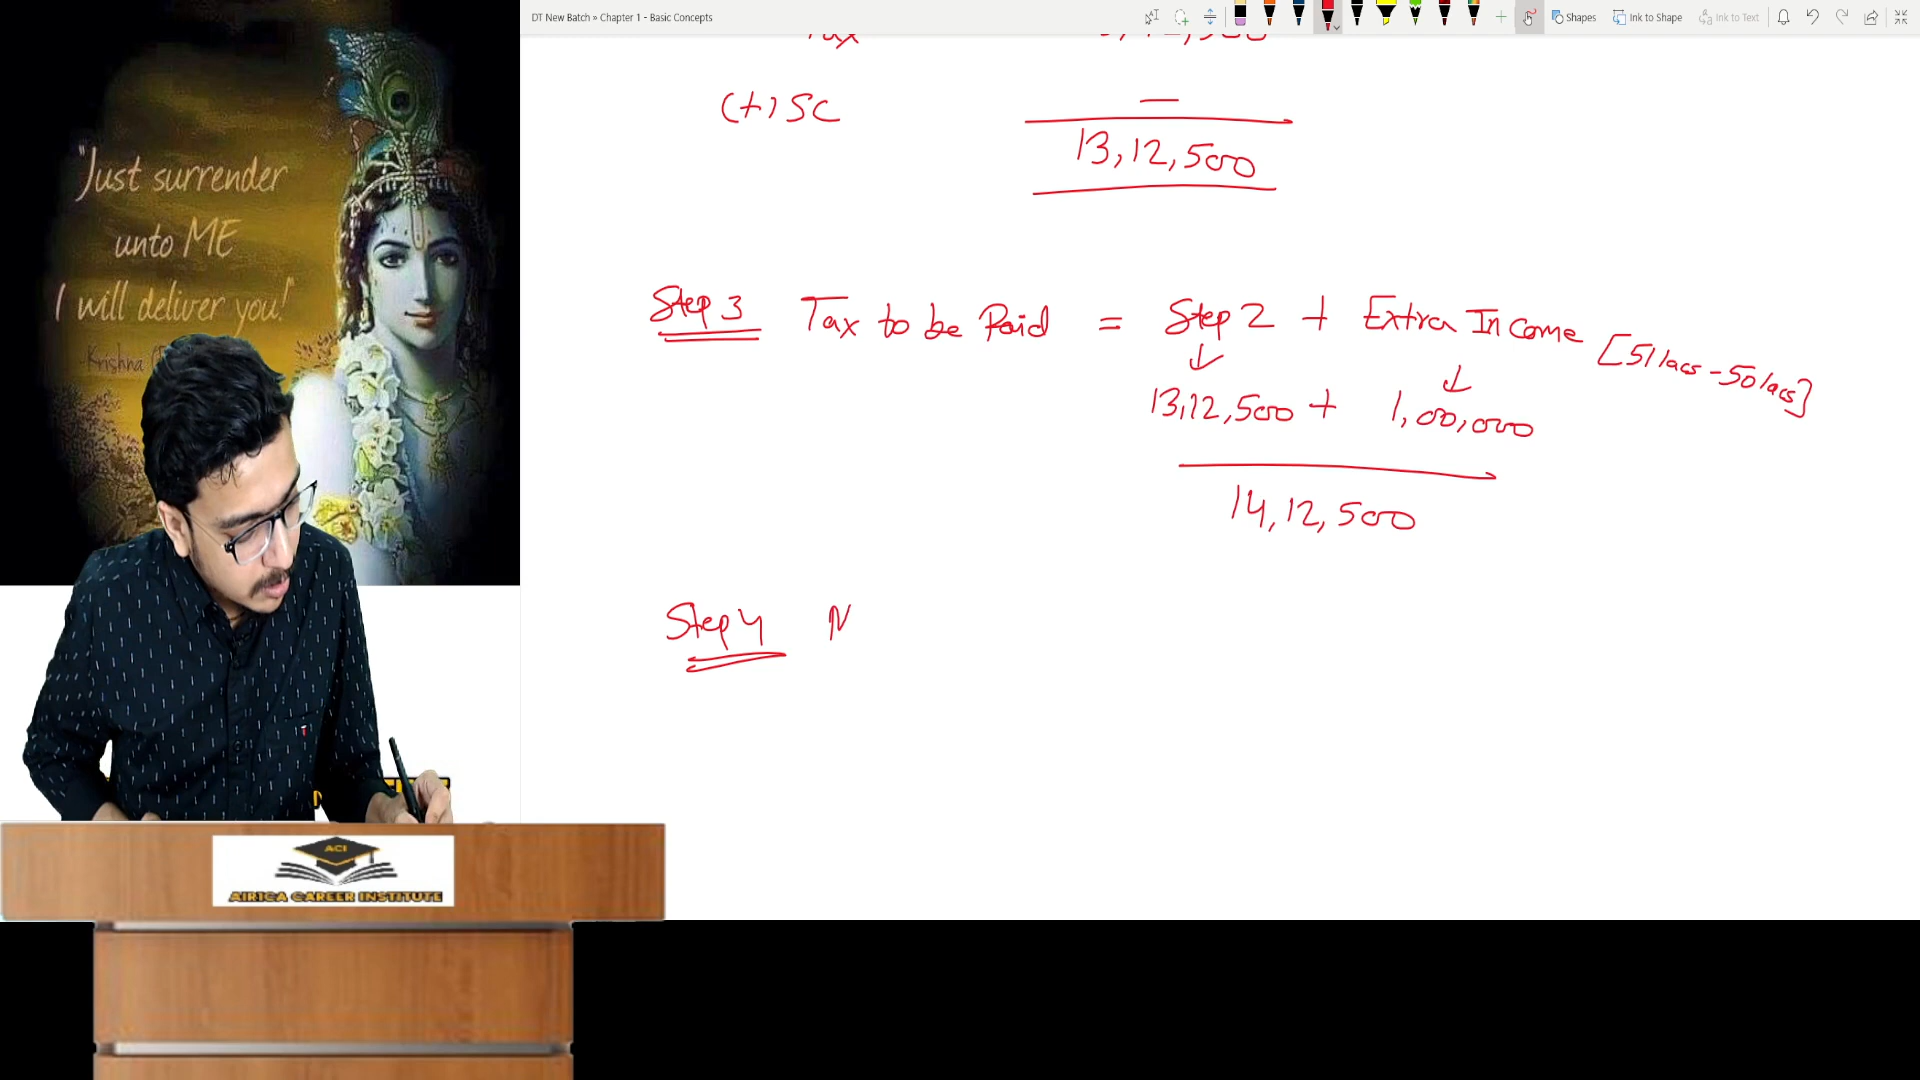 DT New Batch » Chapter 1 - Basic Concepts
Shapes
Ink to Shape
Ink to Text
Tax
(+) SC —
13,12,500
Step 3 Tax to be Paid = Step 2 + Extra Income [51 lacs - 50 lacs]
13,12,500 + 1,00,000
14,12,500
Step 4 N
"Just surrender
unto ME
I will deliver you!"
- Krishna
ACI
AIRICA CAREER INSTITUTE